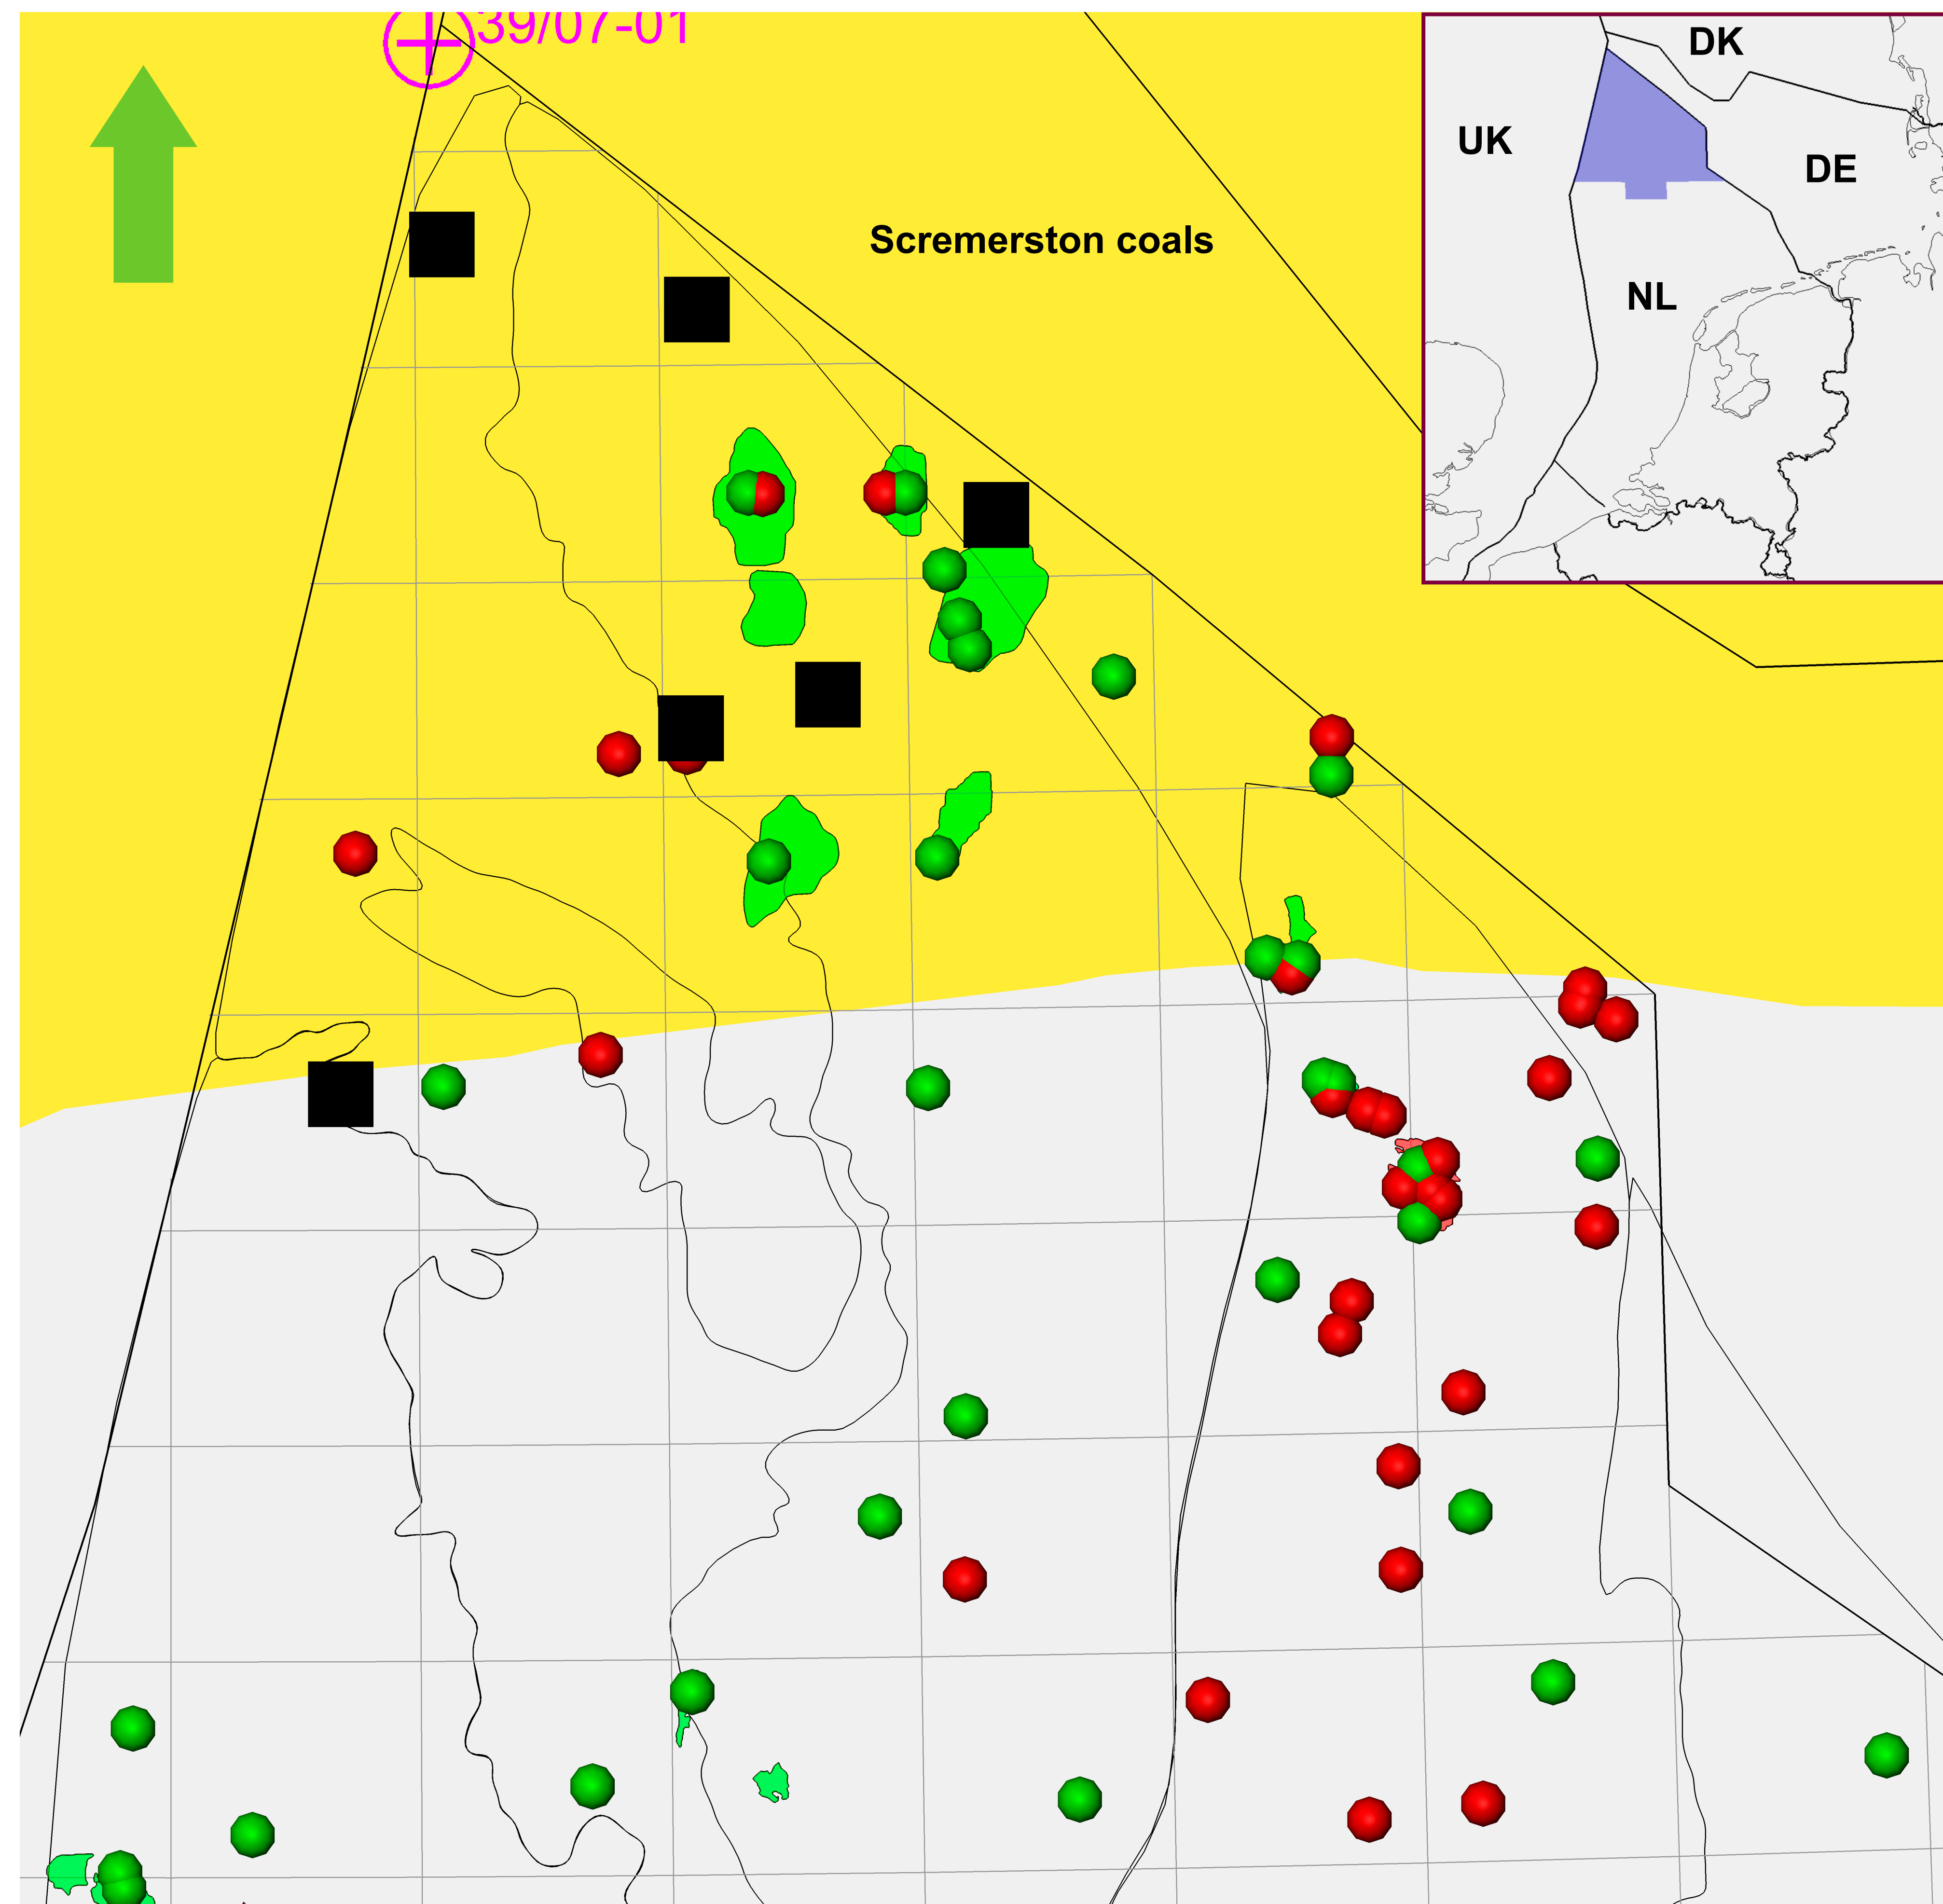 39/07-01
DK
UK
DE
Scremerston coals
NL